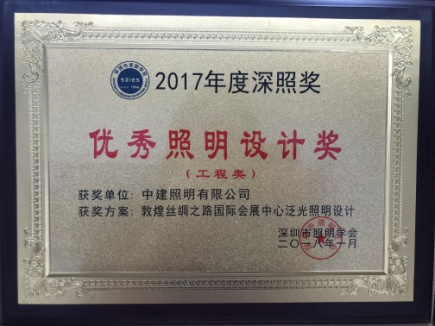 2017年度深照奖
优秀照明设计奖
（工程类）
获奖单位：中建照明有限公司
获奖方案：敦煌丝绸之路国际会展中心泛光照明设计
深圳市照明学会
二〇一八年一月